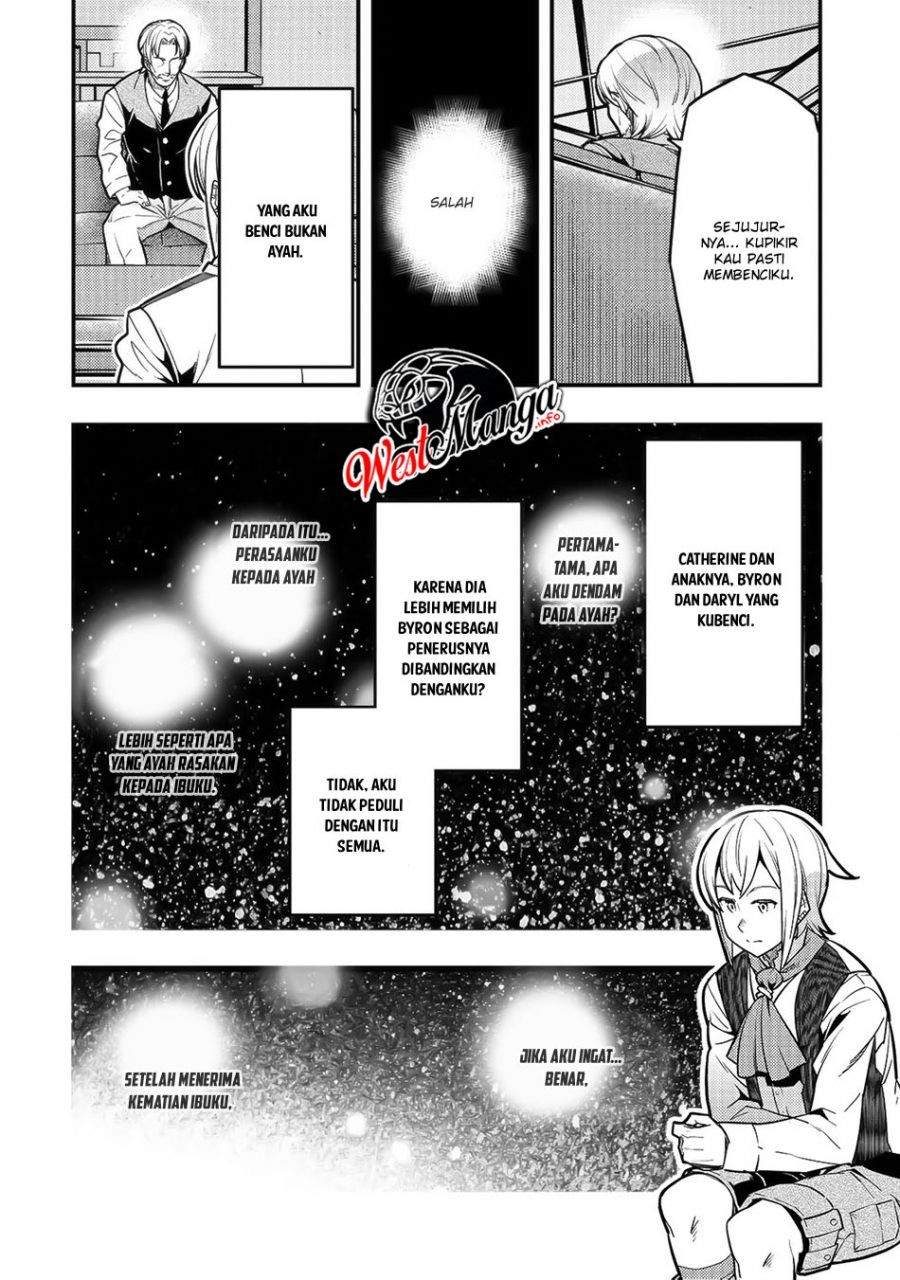 SEJUJUR-
NYA... KUPIKIR
KAU PASTI
MEMBENCIKU.
SALAH
YANG AKU
BENCI BUKAN
AYAH.
WestManga
.info
CATHERINE DAN
ANAKNYA, BYRON
DAN DARYL YANG
KUBENCI.
PERTAMA-
TAMA, APA
AKU DENDAM
PADA AYAH?
KARENA DIA
LEBIH MEMILIH
BYRON SEBAGAI
PENERUSNYA
DIBANDINGKAN
DENGANKU?
TIDAK, AKU
TIDAK PEDULI
DENGAN ITU
SEMUA.
DARIPADA ITU...
PERASAANKU
KEPADA AYAH
LEBIH SEPERTI APA
YANG AYAH RASAKAN
KEPADA IBUKU.
JIKA AKU INGAT...
BENAR,
SETELAH MENERIMA
KEMATIAN IBUKU,